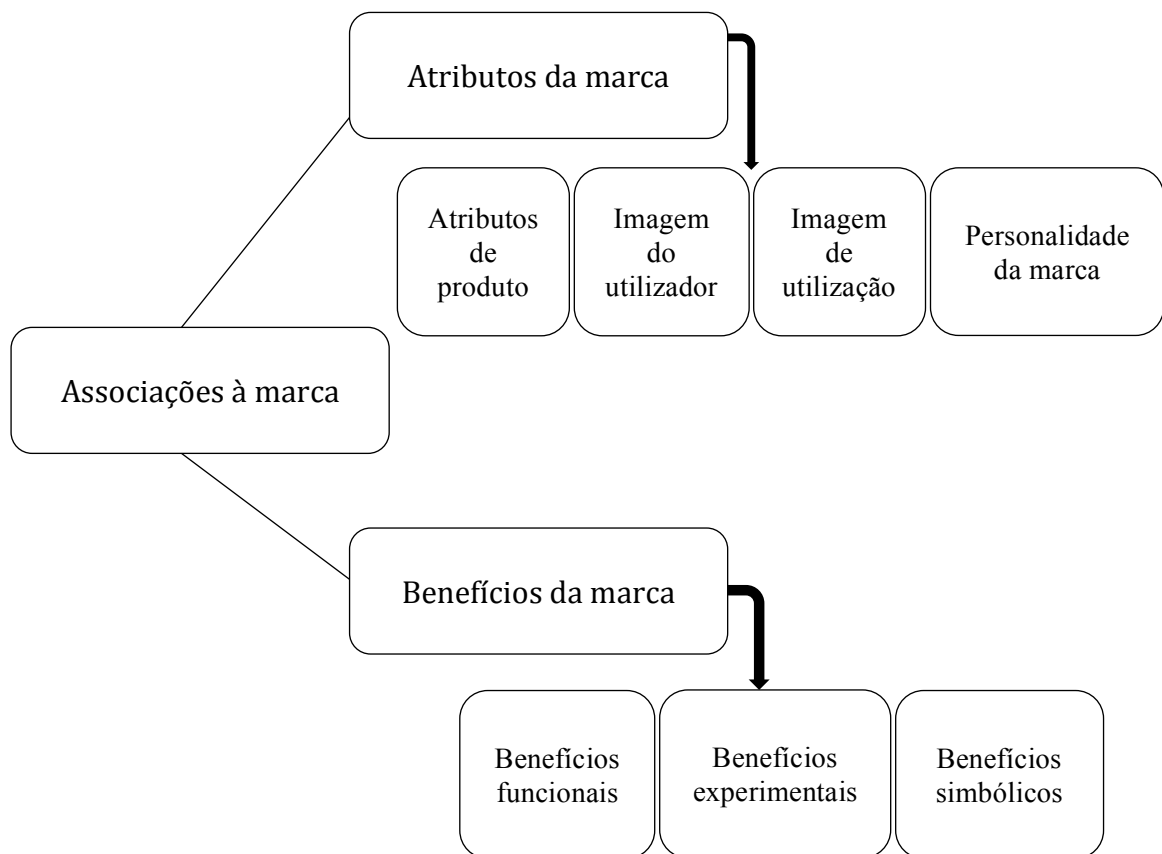 Atributos da marca
Atributos
de
produto
Imagem
do
utilizador
Imagem
de
utilização
Personalidade
da marca
Associações à marca
Benefícios da marca
Benefícios
funcionais
Benefícios
experimentais
Benefícios
simbólicos